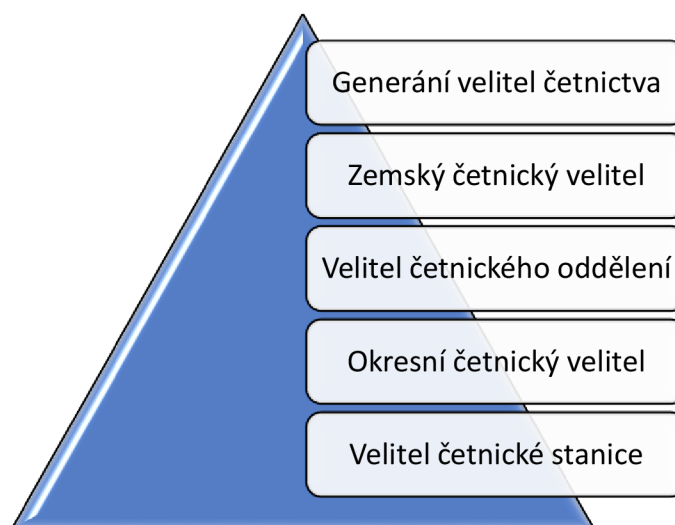 Generání velitel četnictva
Zemský četnický velitel
Velitel četnického oddělení
Okresní četnický velitel
Velitel četnické stanice